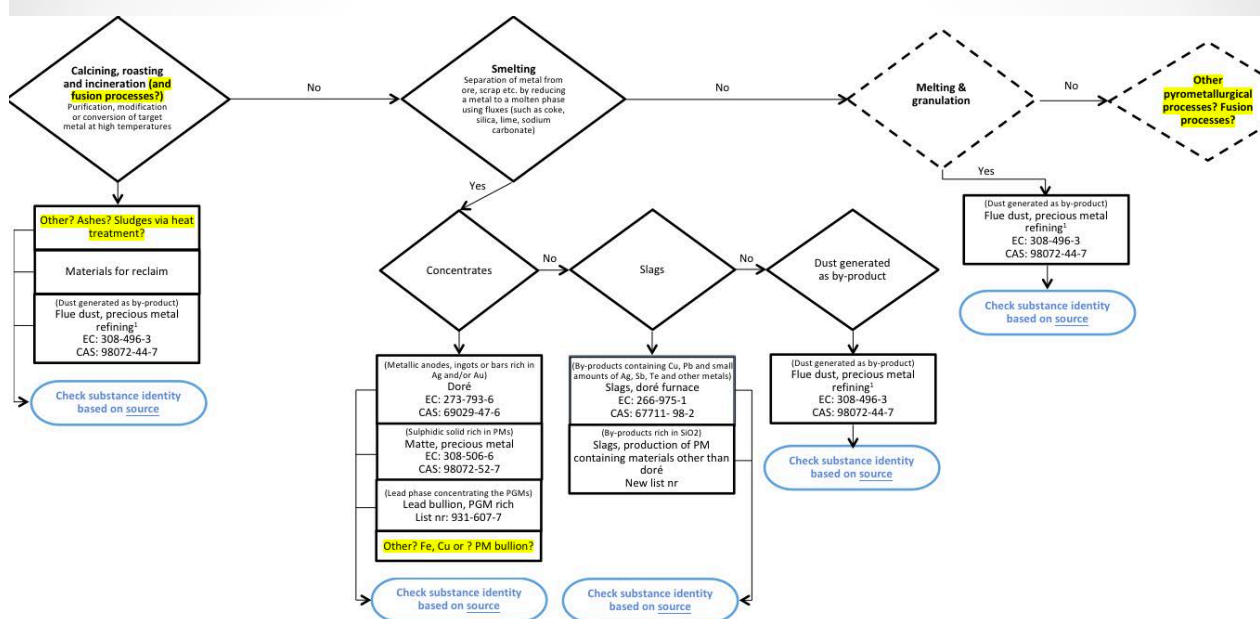 Calcining, roasting
and incineration (and
fusion processes?)
Purification, modification
or conversion of target
metal at high temperatures
No
Smelting
Separation of metal from
ore, scrap etc. by reducing
a metal to a molten phase
using fluxes (such as coke,
silica, lime, sodium
carbonate)
No
Melting &
granulation
No
Other
pyrometallurgical
processes? Fusion
processes?
Yes
Yes
Other? Ashes? Sludges via heat
treatment?
Materials for reclaim
(Dust generated as by-product)
Flue dust, precious metal
refining1
EC: 308-496-3
CAS: 98072-44-7
Check substance identity
based on source
Concentrates
No
Slags
No
Dust generated
as by-product
(Dust generated as by-product)
Flue dust, precious metal
refining1
EC: 308-496-3
CAS: 98072-44-7
Check substance identity
based on source
(Metallic anodes, ingots or bars rich in
Ag and/or Au)
Doré
EC: 273-793-6
CAS: 69029-47-6
(Sulphidic solid rich in PMs)
Matte, precious metal
EC: 308-506-6
CAS: 98072-52-7
(Lead phase concentrating the PGMs)
Lead bullion, PGM rich
List nr: 931-607-7
Other? Fe, Cu or ? PM bullion?
Check substance identity
based on source
(By-products containing Cu, Pb and small
amounts of Ag, Sb, Te and other metals)
Slags, doré furnace
EC: 266-975-1
CAS: 67711- 98-2
(By-products rich in SiO2)
Slags, production of PM
containing materials other than
doré
New list nr
Check substance identity
based on source
(Dust generated as by-product)
Flue dust, precious metal
refining1
EC: 308-496-3
CAS: 98072-44-7
Check substance identity
based on source